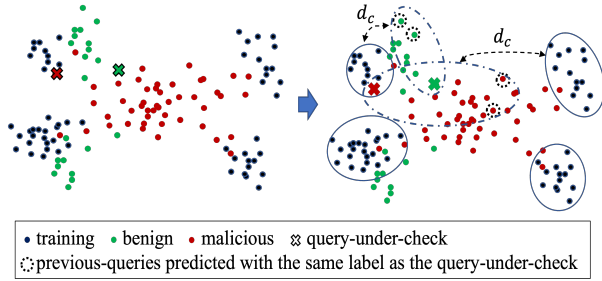 d_c
d_c
training benign malicious query-under-check
previous-queries predicted with the same label as the query-under-check